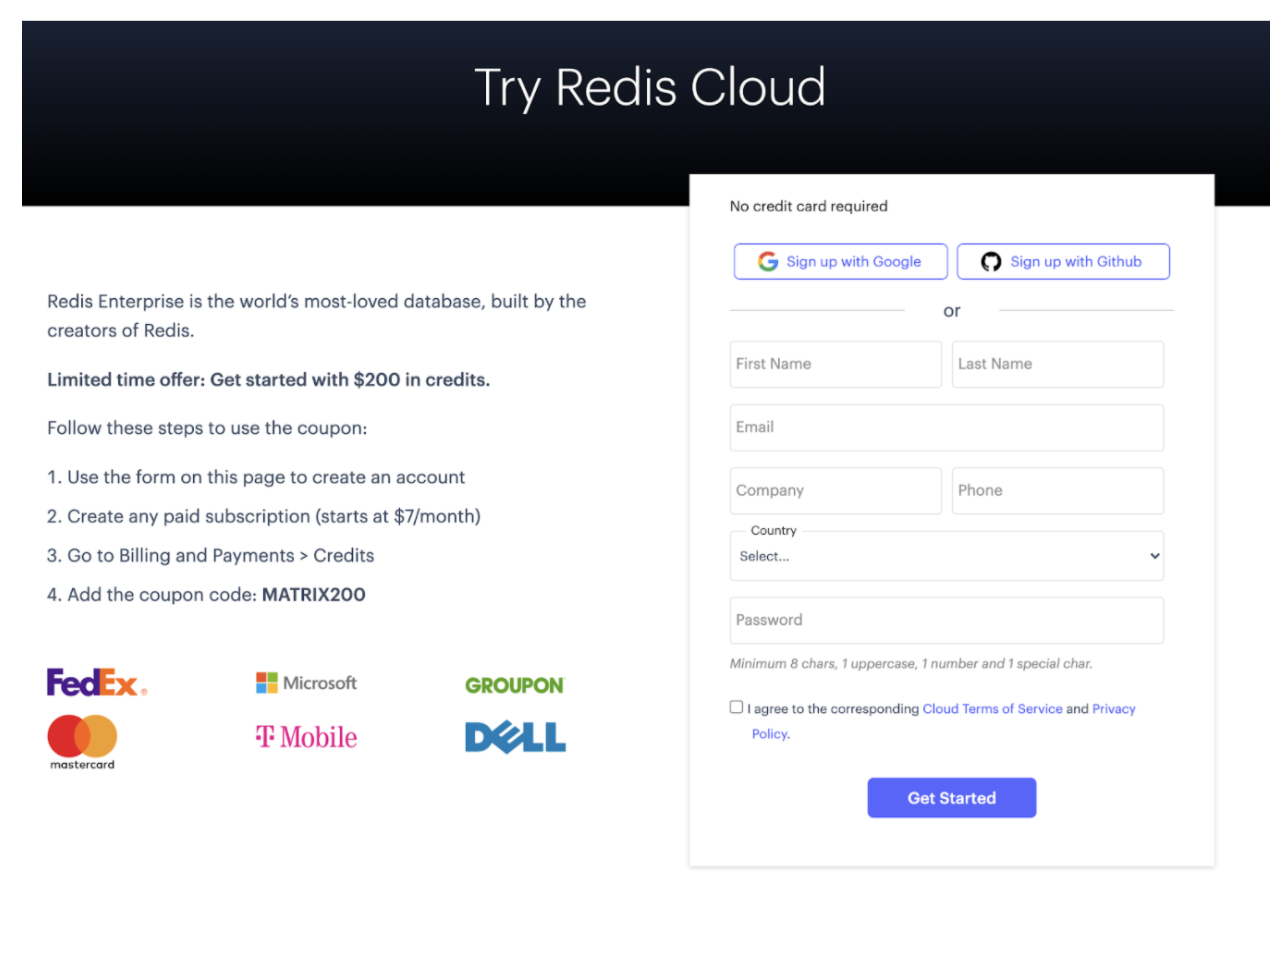 Try Redis Cloud
Redis Enterprise is the world’s most-loved database, built by the
creators of Redis.
Limited time offer: Get started with $200 in credits.
Follow these steps to use the coupon:
1. Use the form on this page to create an account
2. Create any paid subscription (starts at $7/month)
3. Go to Billing and Payments > Credits
4. Add the coupon code: MATRIX200
FedEx®
Microsoft
GROUPON
mastercard
T Mobile
DELL
No credit card required
Sign up with Google
Sign up with Github
or
First Name
Last Name
Email
Company
Phone
Country
Select...
Password
Minimum 8 chars, 1 uppercase, 1 number and 1 special char.
I agree to the corresponding Cloud Terms of Service and Privacy
Policy.
Get Started